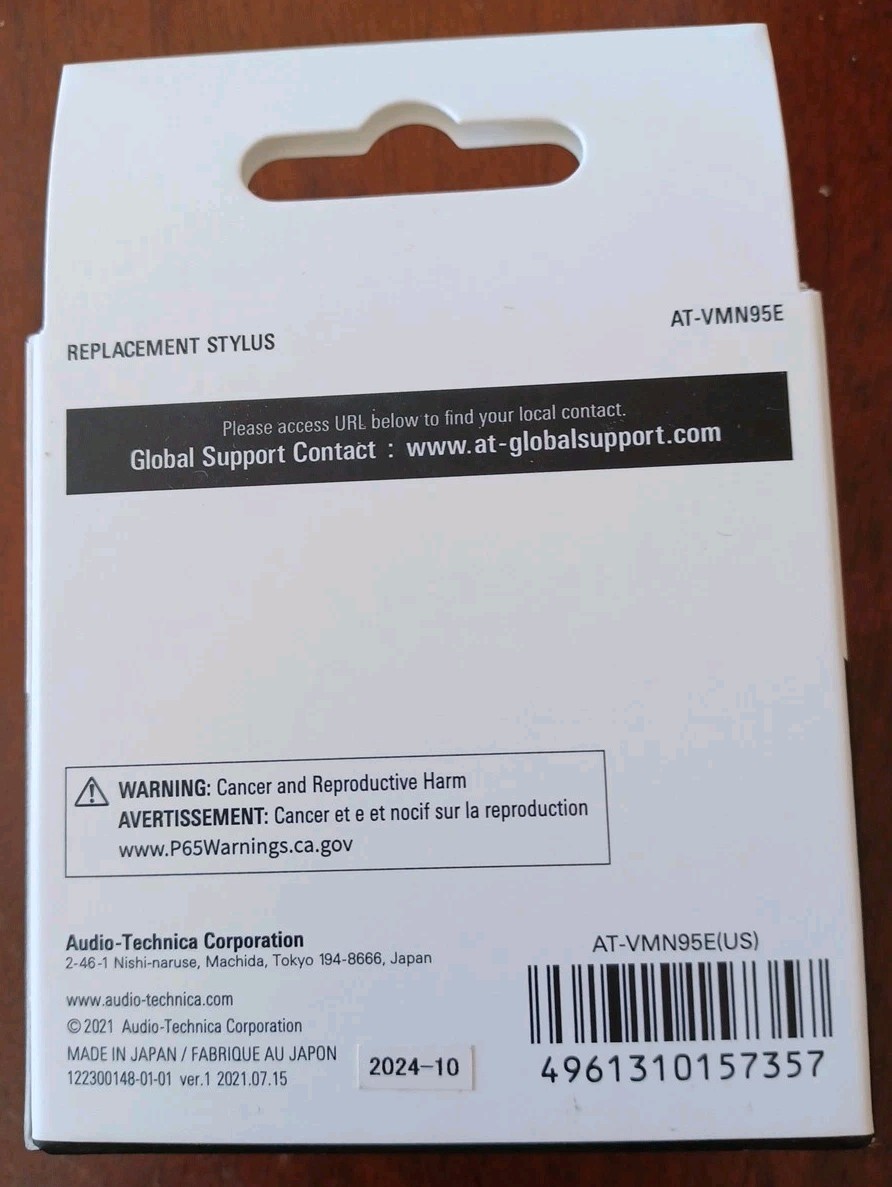 REPLACEMENT STYLUS
AT-VMN95E
Please access URL below to find your local contact.
Global Support Contact : www.at-globalsupport.com
WARNING: Cancer and Reproductive Harm
AVERTISSEMENT: Cancer et e et nocif sur la reproduction
www.P65Warnings.ca.gov
Audio-Technica Corporation
2-46-1 Nishi-naruse, Machida, Tokyo 194-8666, Japan
www.audio-technica.com
©2021 Audio-Technica Corporation
MADE IN JAPAN / FABRIQUE AU JAPON
122300148-01-01 ver.1 2021.07.15
2024-10
AT-VMN95E(US)
4961310157357